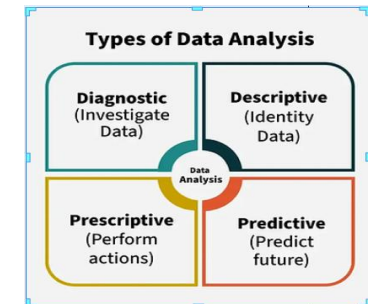 Types of Data Analysis
Diagnostic
(Investigate
Data)
Descriptive
(Identity
Data)
Data
Analysis
Prescriptive
(Perform
actions)
Predictive
(Predict
future)